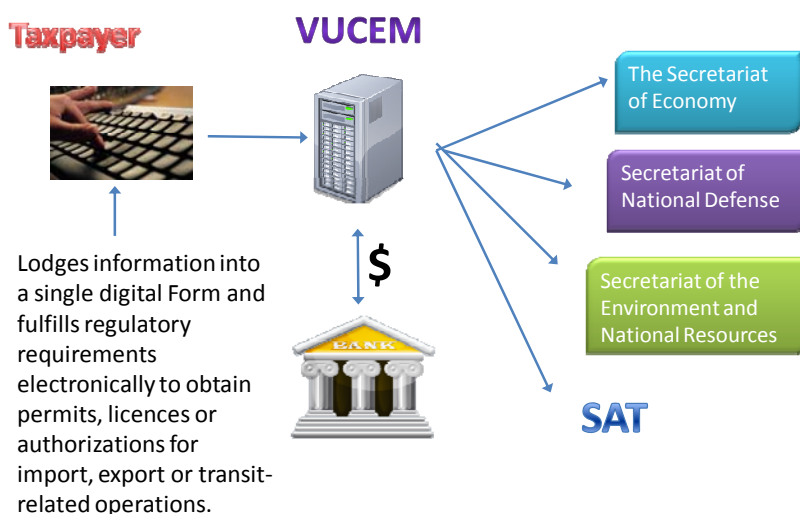 Taxpayer
VUCEM
The Secretariat
of Economy
Secretariat of
National Defense
Lodges information into
a single digital Form and
fulfills regulatory
requirements
electronically to obtain
permits, licences or
authorizations for
import, export or transit-
related operations.
$
BANK
Secretariat of the
Environment and
National Resources
SAT